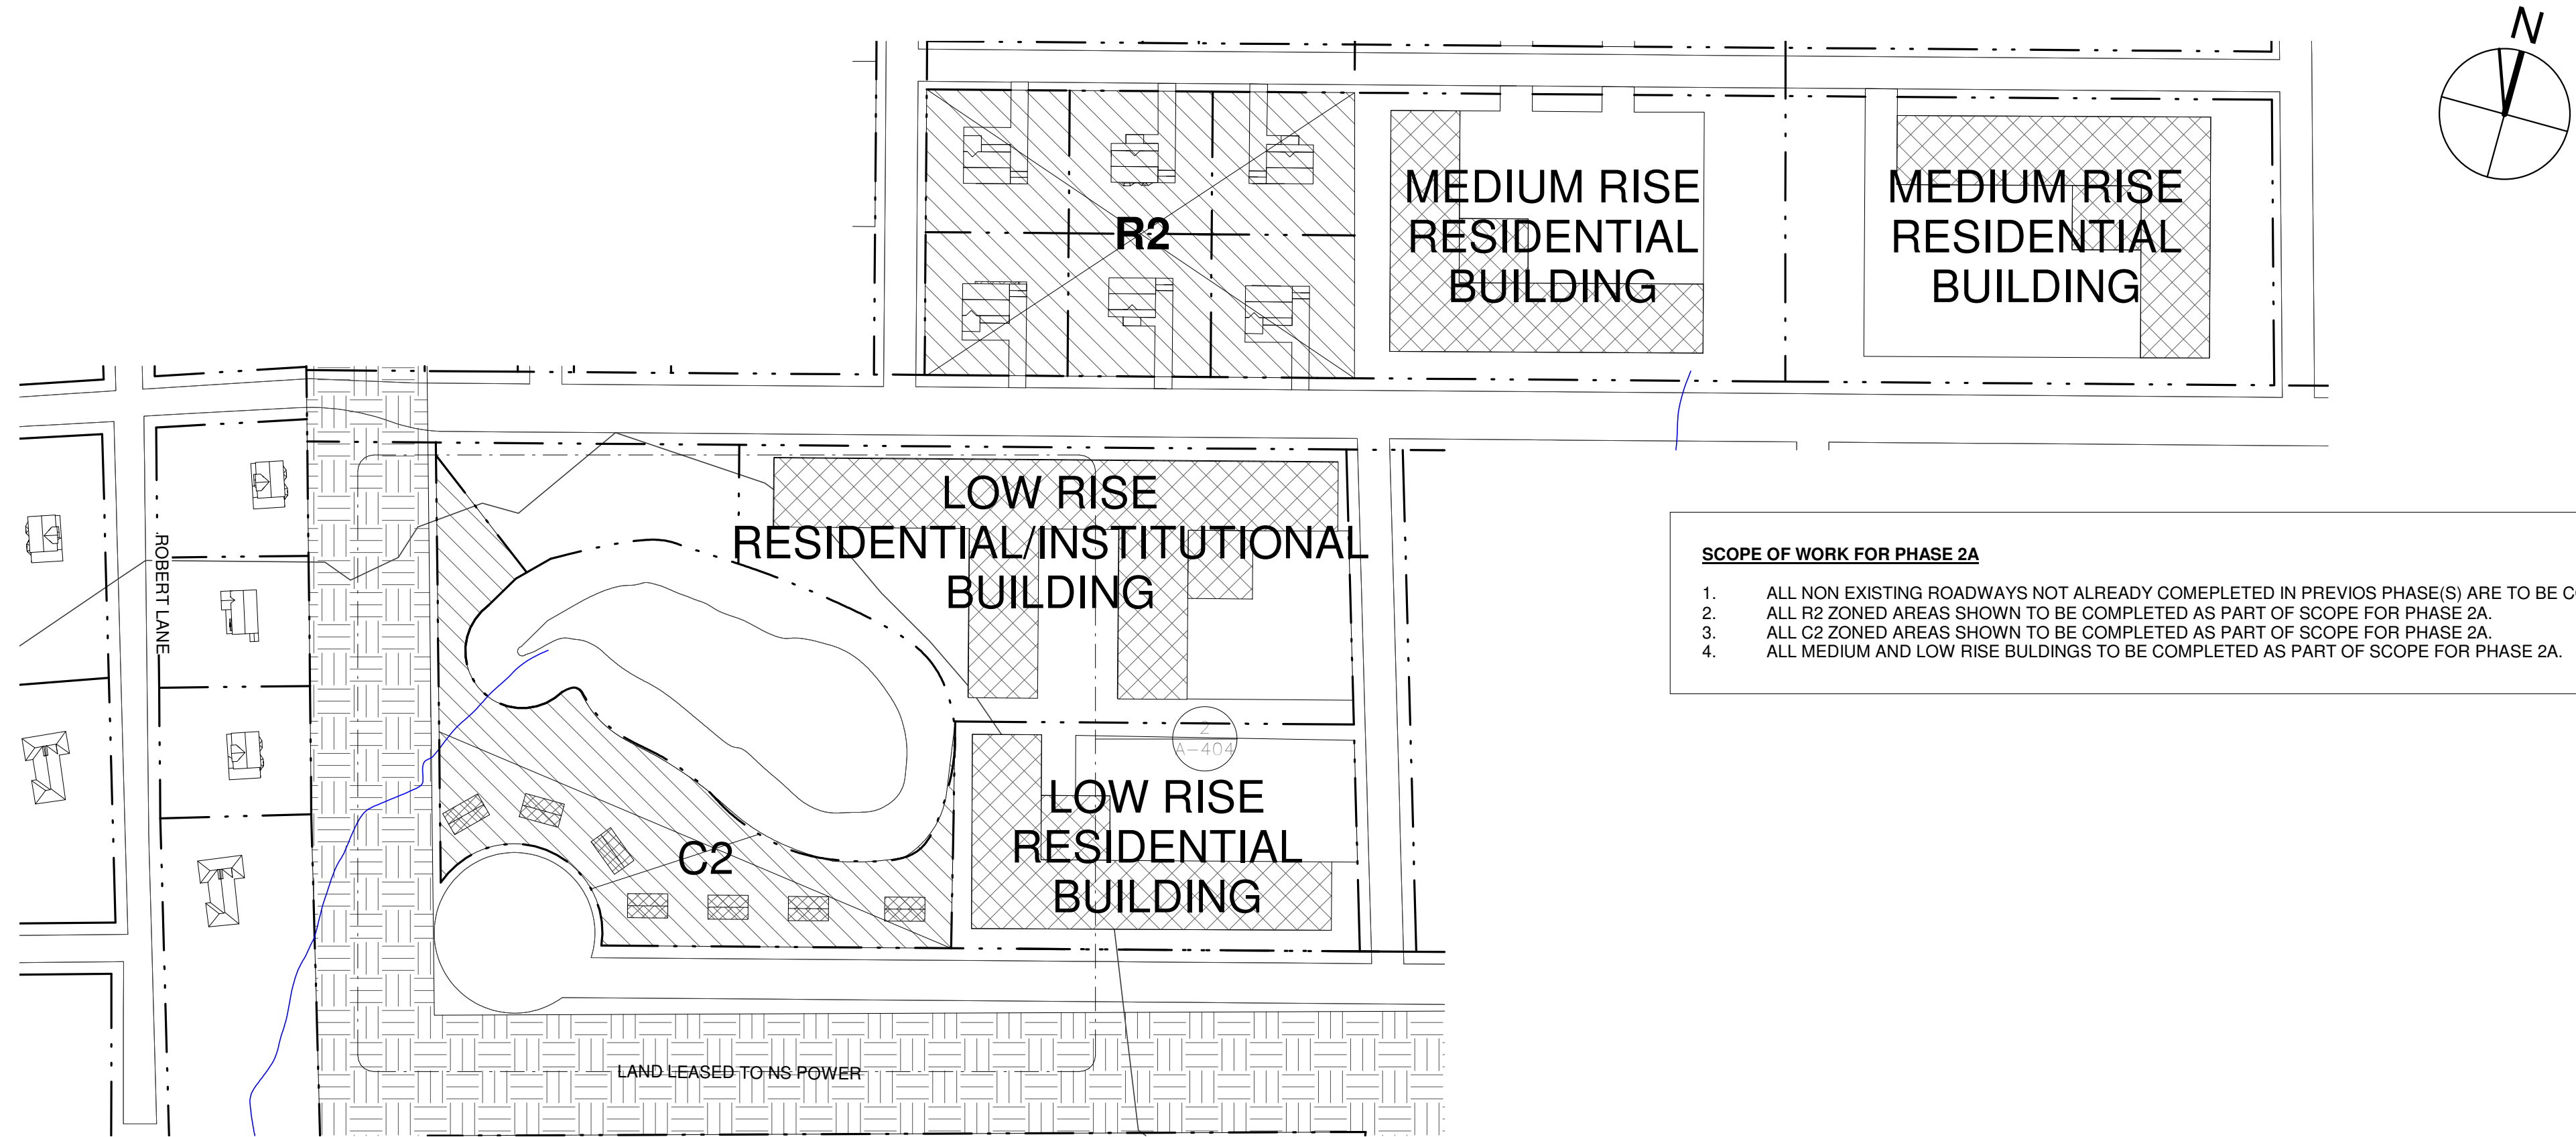 N
R2
MEDIUM RISE
RESIDENTIAL
BUILDING
MEDIUM RISE
RESIDENTIAL
BUILDING
LOW RISE
RESIDENTIAL/INSTITUTIONAL
BUILDING
ROBERT LANE
SCOPE OF WORK FOR PHASE 2A
1. ALL NON EXISTING ROADWAYS NOT ALREADY COMEPLETED IN PREVIOS PHASE(S) ARE TO BE
2. ALL R2 ZONED AREAS SHOWN TO BE COMPLETED AS PART OF SCOPE FOR PHASE 2A.
3. ALL C2 ZONED AREAS SHOWN TO BE COMPLETED AS PART OF SCOPE FOR PHASE 2A.
4. ALL MEDIUM AND LOW RISE BULDINGS TO BE COMPLETED AS PART OF SCOPE FOR PHASE 2A.
2
A-404
C2
LOW RISE
RESIDENTIAL
BUILDING
LAND LEASED TO NS POWER